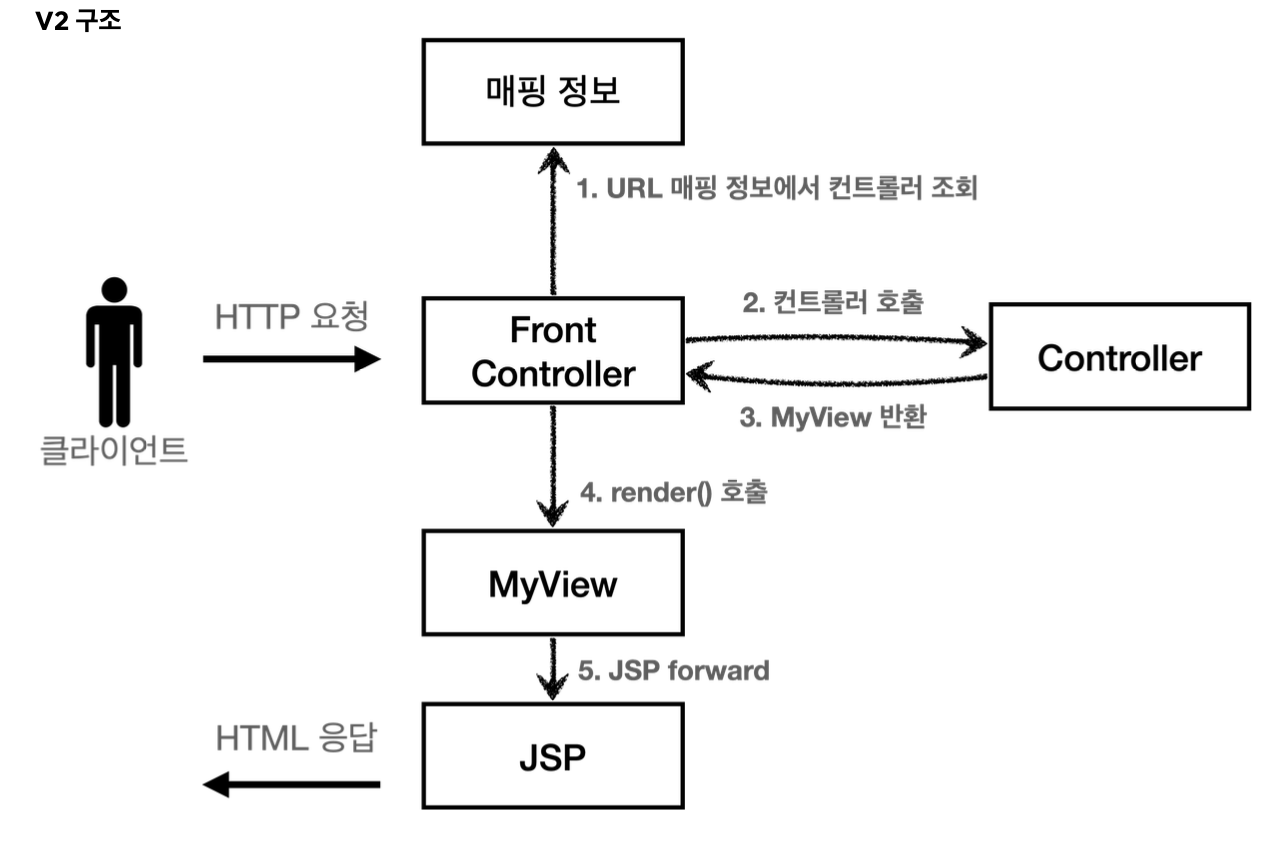 V2 구조
매핑 정보
1. URL 매핑 정보에서 컨트롤러 조회
HTTP 요청
Front
Controller
2. 컨트롤러 호출
Controller
3. MyView 반환
클라이언트
4. render() 호출
MyView
5. JSP forward
HTML 응답
JSP